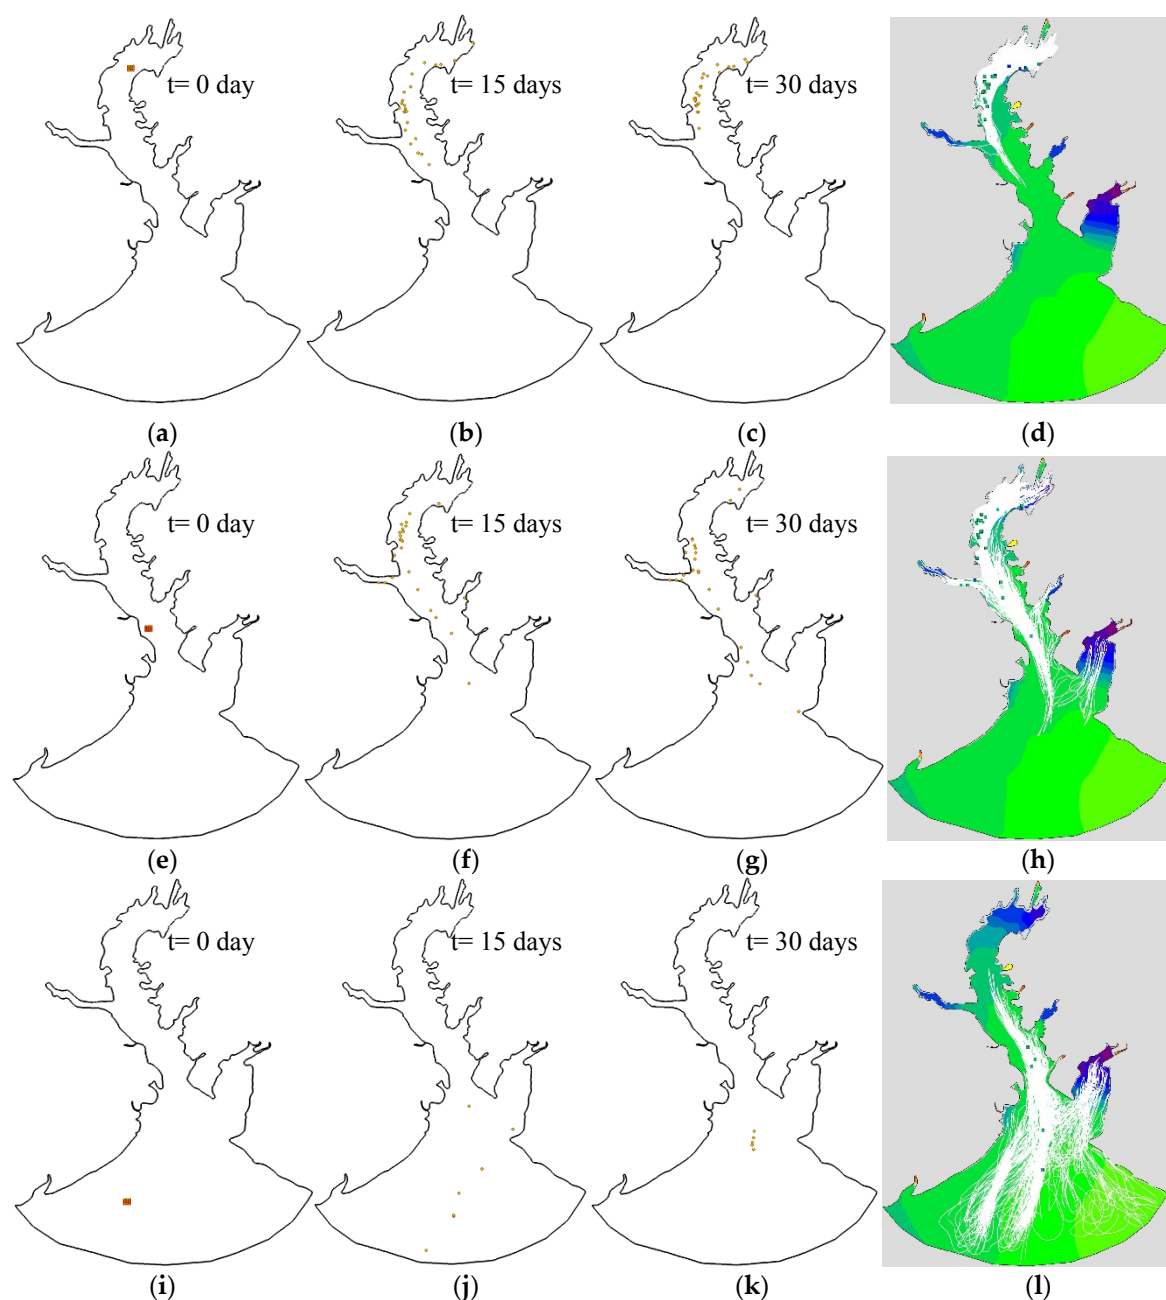 t= 0 day
t= 15 days
t= 30 days
(a)
(b)
(c)
(d)
t= 0 day
t= 15 days
t= 30 days
(e)
(f)
(g)
(h)
t= 0 day
t= 15 days
t= 30 days
(i)
(j)
(k)
(l)